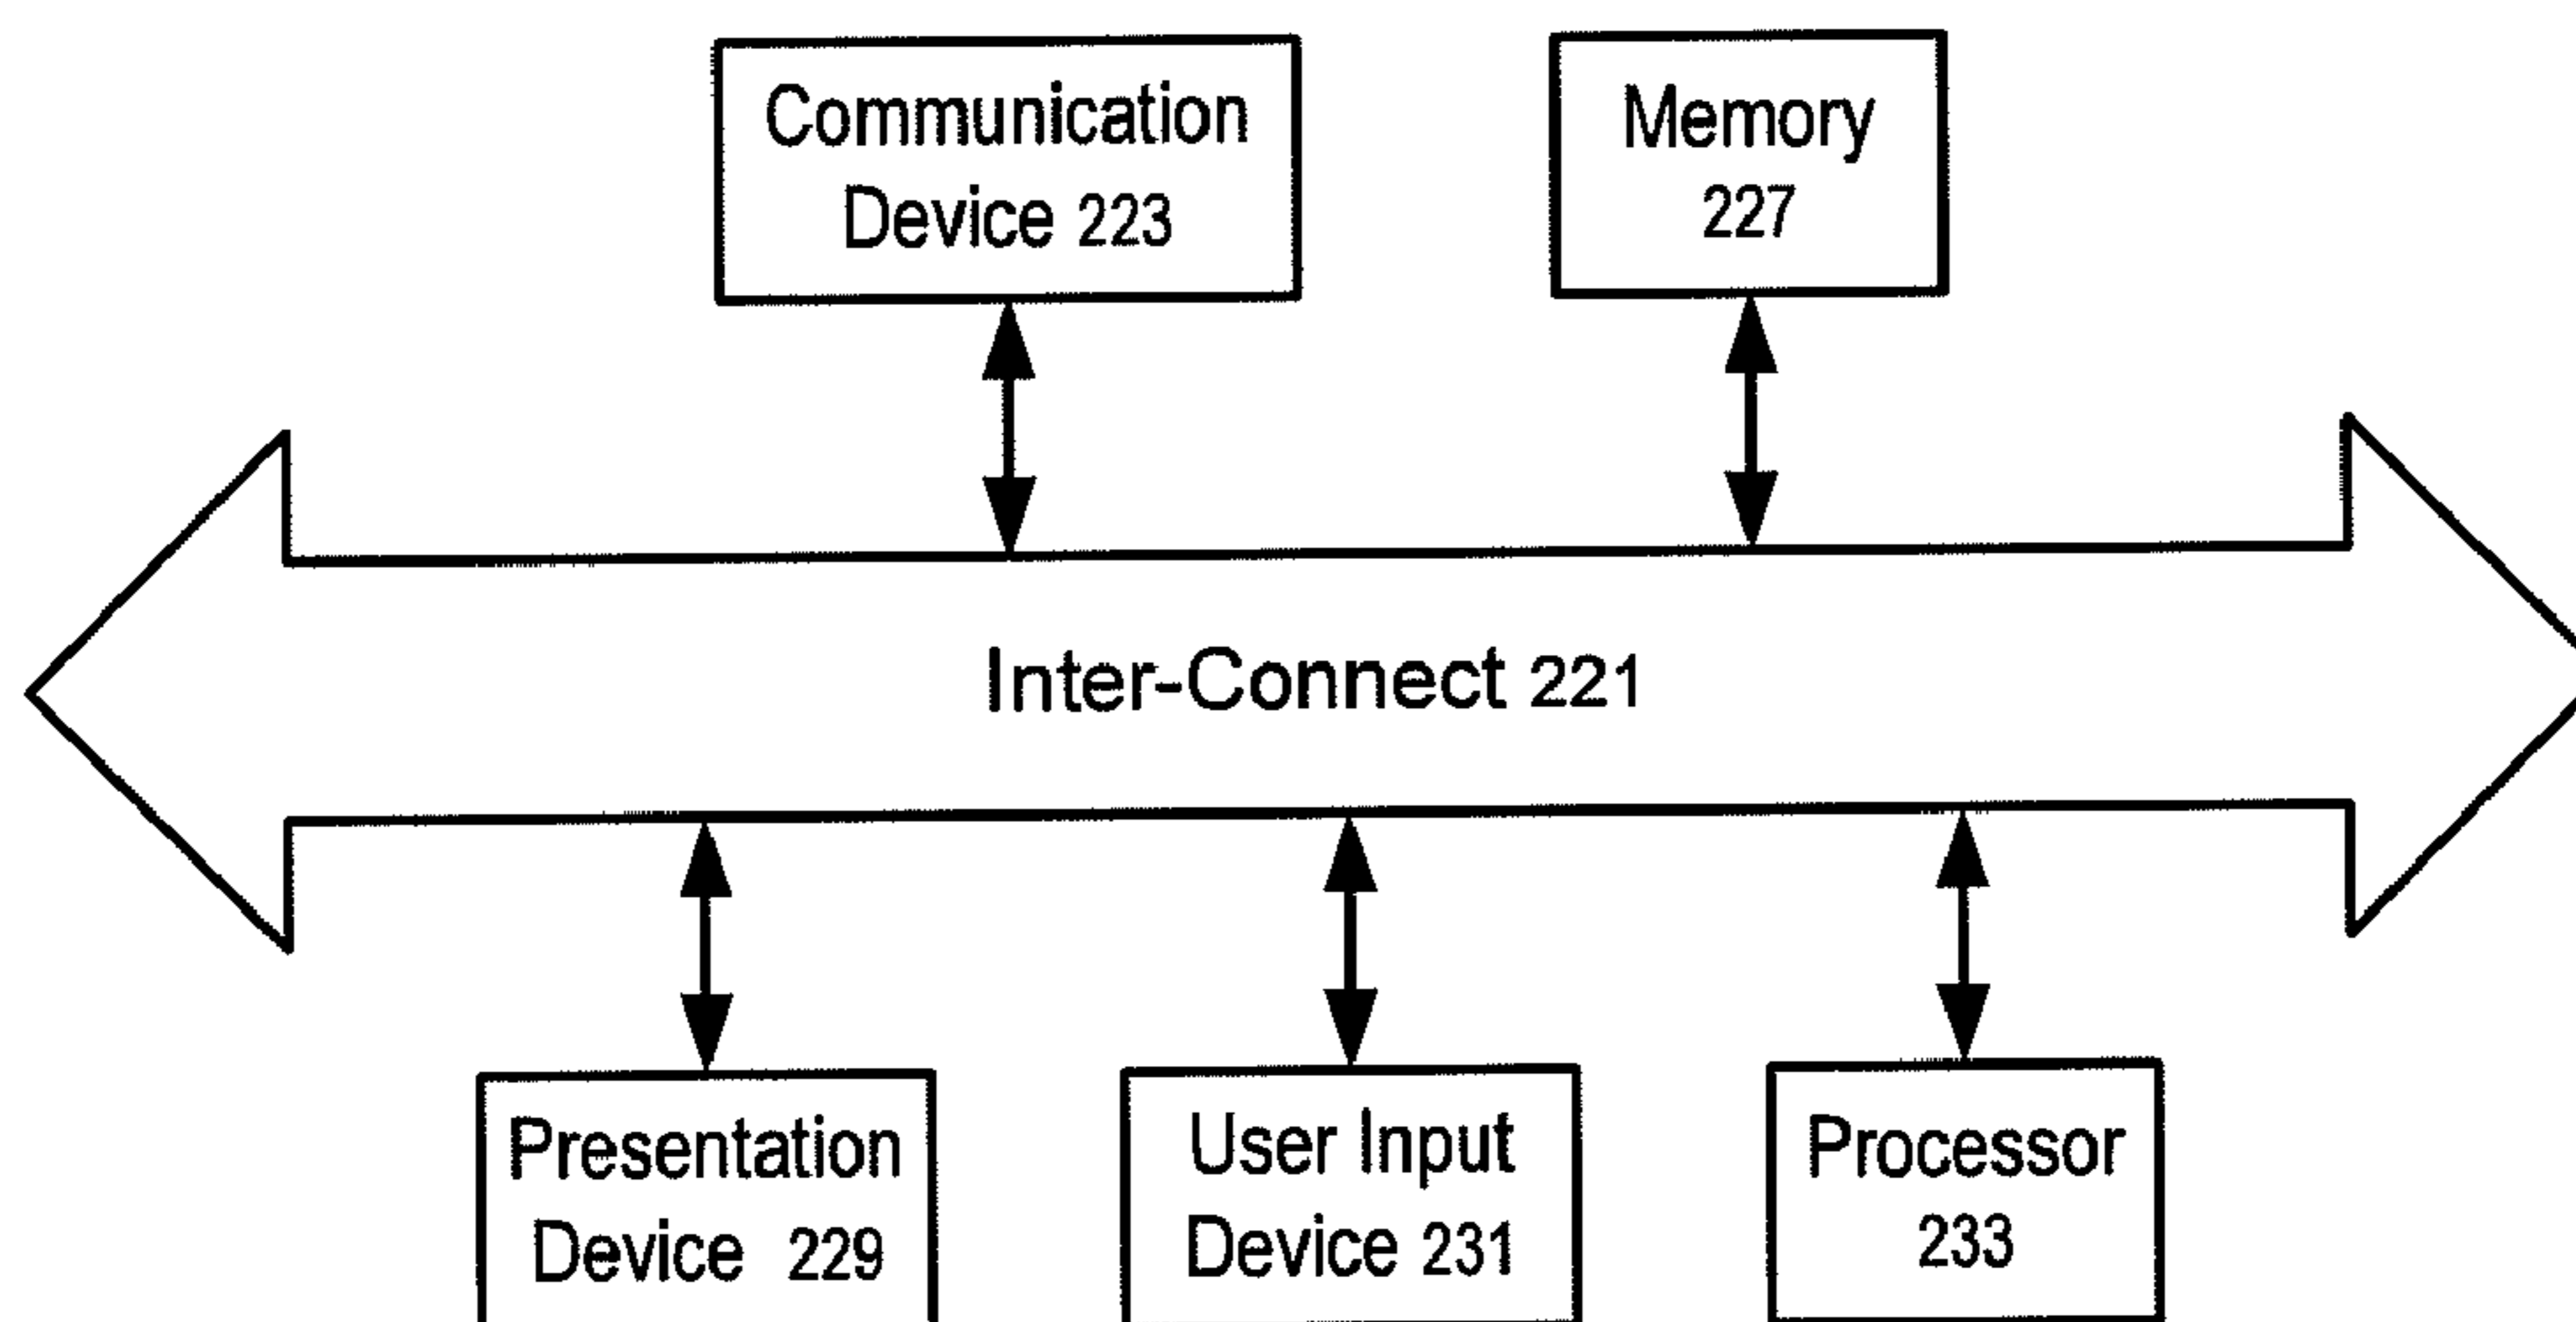 Communication
Device 223
Memory
227
Inter-Connect 221
Presentation
Device 229
User Input
Device 231
Processor
233